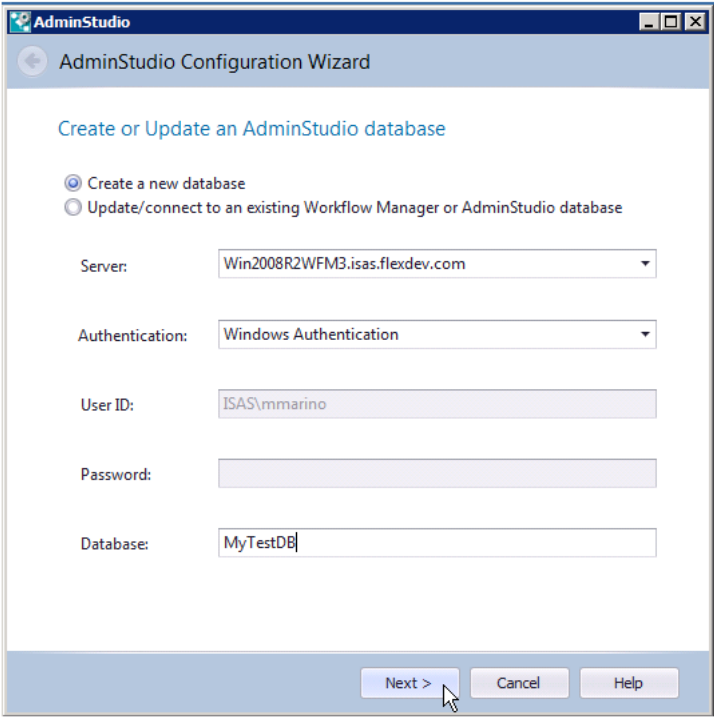 AdminStudio
AdminStudio Configuration Wizard
Create or Update an AdminStudio database
Create a new database
Update/connect to an existing Workflow Manager or AdminStudio database
Server: Win2008R2WFM3.isas.flexdev.com
Authentication: Windows Authentication
User ID: ISAS\mmarino
Password:
Database: MyTestDB
Next > Cancel Help